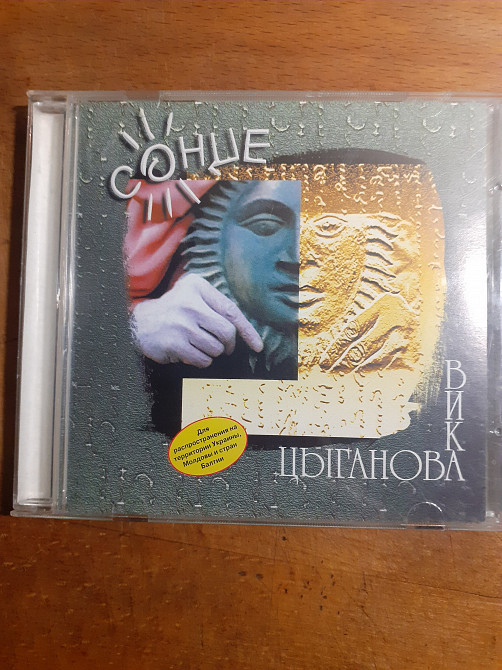 СОНЦЕ
ВИКА
ЦЫГАНОВА
Для
распространения на
территории Украины,
Молдовы и стран
Балтии